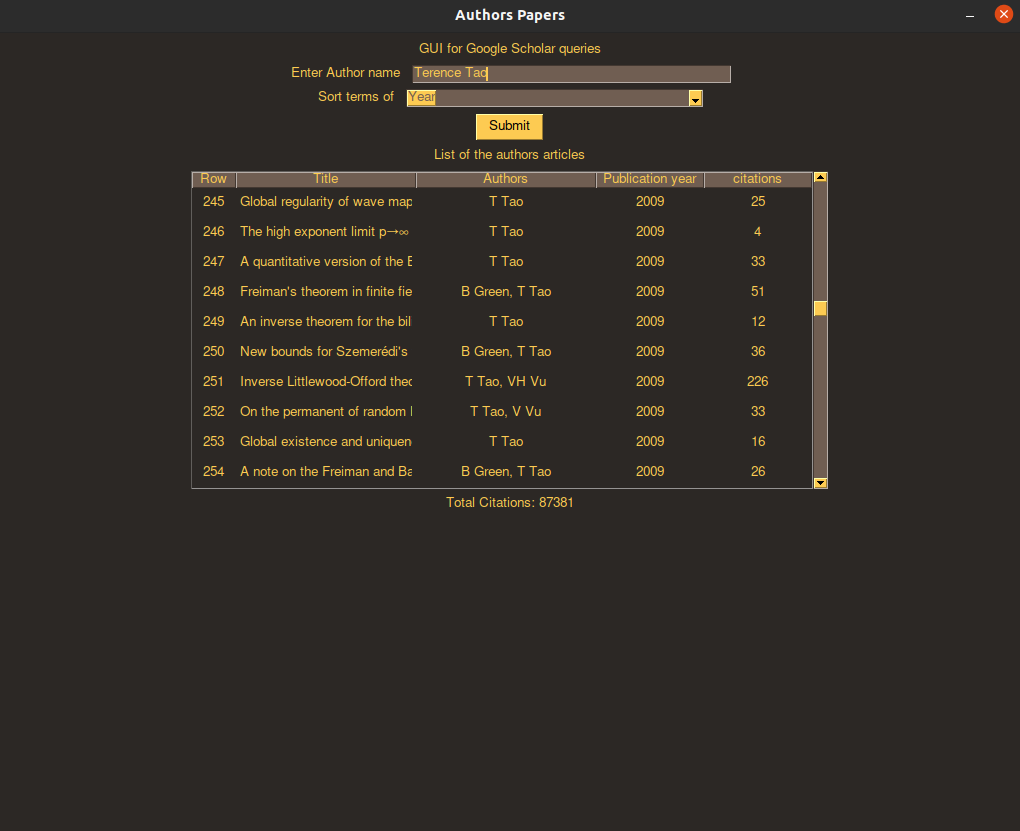 Authors Papers
GUI for Google Scholar queries
Enter Author name Terence Tao
Sort terms of Year
Submit
List of the authors articles
Row Title Authors Publication year citations
245 Global regularity of wave map T Tao 2009 25
246 The high exponent limit p→∞ T Tao 2009 4
247 A quantitative version of the B T Tao 2009 33
248 Freiman's theorem in finite fie B Green, T Tao 2009 51
249 An inverse theorem for the bil T Tao 2009 12
250 New bounds for Szemerédi's B Green, T Tao 2009 36
251 Inverse Littlewood-Offord theo T Tao, VH Vu 2009 226
252 On the permanent of random T Tao, V Vu 2009 33
253 Global existence and uniquen T Tao 2009 16
254 A note on the Freiman and Ba B Green, T Tao 2009 26
Total Citations: 87381